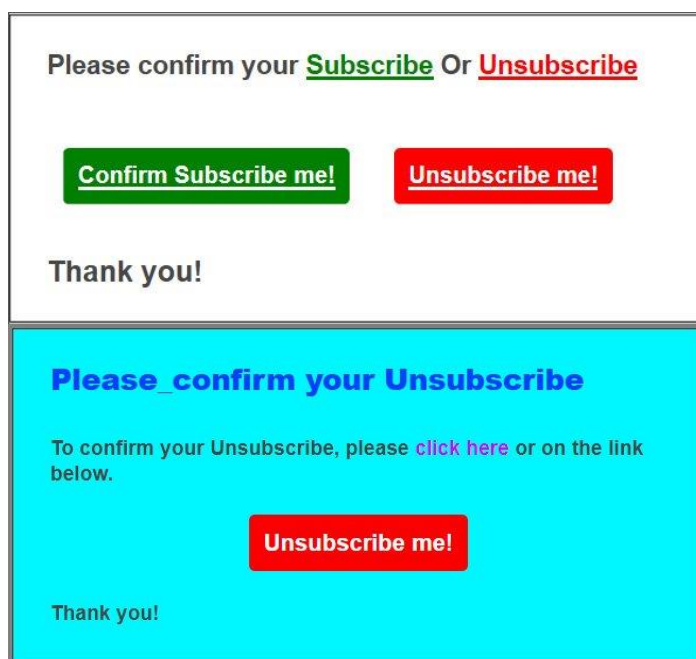 Please confirm your Subscribe Or Unsubscribe
Confirm Subscribe me! Unsubscribe me!
Thank you!
Please_confirm your Unsubscribe
To confirm your Unsubscribe, please click here or on the link
below.
Unsubscribe me!
Thank you!